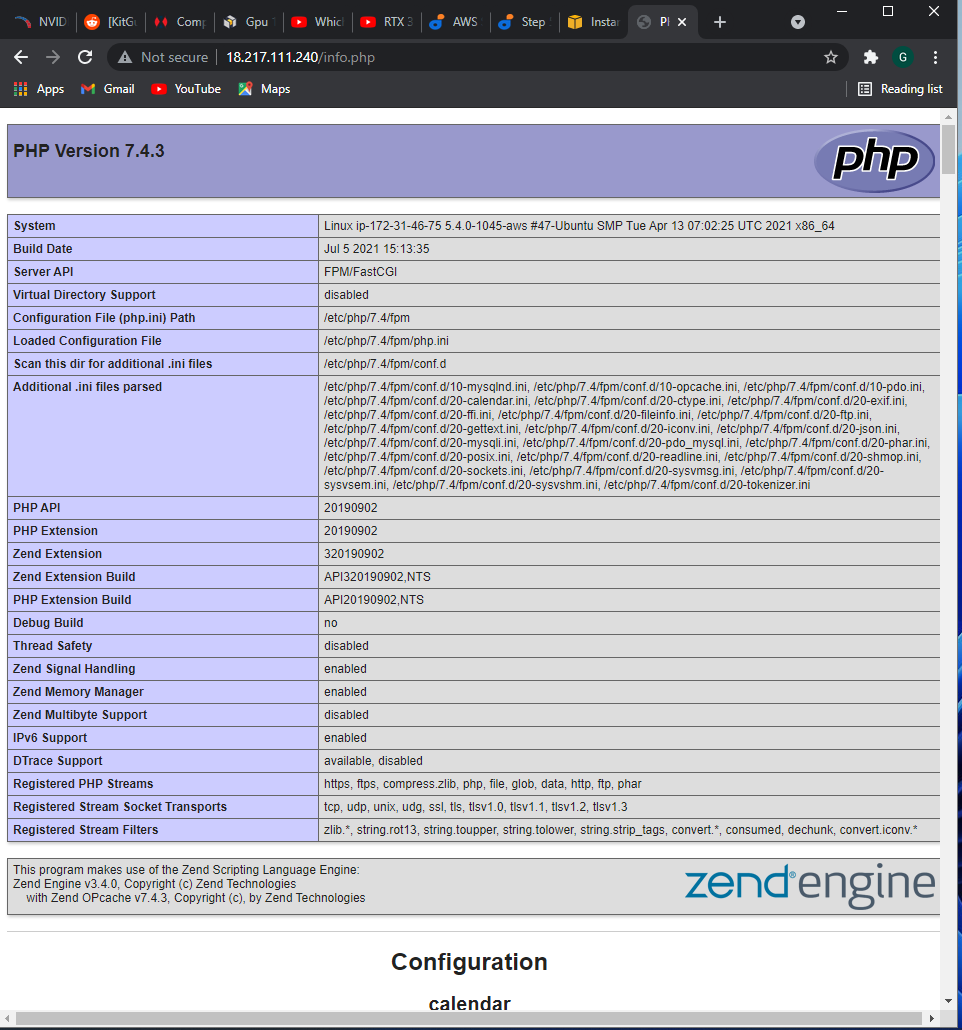 NVID
[KitGu
Comp
Gpu
Which
RTX 3
AWS
Step
Instan
Not secure
18.217.111.240/info.php
G
Apps
Gmail
YouTube
Maps
Reading list
PHP Version 7.4.3
php
System
Linux ip-172-31-46-75 5.4.0-1045-aws #47-Ubuntu SMP Tue Apr 13 07:02:25 UTC 2021 x86_64
Build Date
Jul 5 2021 15:13:35
Server API
FPM/FastCGI
Virtual Directory Support
disabled
Configuration File (php.ini) Path
/etc/php/7.4/fpm
Loaded Configuration File
/etc/php/7.4/fpm/php.ini
Scan this dir for additional .ini files
/etc/php/7.4/fpm/conf.d
Additional .ini files parsed
/etc/php/7.4/fpm/conf.d/10-mysqlnd.ini, /etc/php/7.4/fpm/conf.d/10-opcache.ini, /etc/php/7.4/fpm/conf.d/10-pdo.ini,
/etc/php/7.4/fpm/conf.d/20-calendar.ini, /etc/php/7.4/fpm/conf.d/20-ctype.ini, /etc/php/7.4/fpm/conf.d/20-exif.ini,
/etc/php/7.4/fpm/conf.d/20-ffi.ini, /etc/php/7.4/fpm/conf.d/20-fileinfo.ini, /etc/php/7.4/fpm/conf.d/20-ftp.ini,
/etc/php/7.4/fpm/conf.d/20-gettext.ini, /etc/php/7.4/fpm/conf.d/20-iconv.ini, /etc/php/7.4/fpm/conf.d/20-json.ini,
/etc/php/7.4/fpm/conf.d/20-mysqli.ini, /etc/php/7.4/fpm/conf.d/20-pdo_mysql.ini, /etc/php/7.4/fpm/conf.d/20-phar.ini,
/etc/php/7.4/fpm/conf.d/20-posix.ini, /etc/php/7.4/fpm/conf.d/20-readline.ini, /etc/php/7.4/fpm/conf.d/20-shmop.ini,
/etc/php/7.4/fpm/conf.d/20-sockets.ini, /etc/php/7.4/fpm/conf.d/20-sysvmsg.ini, /etc/php/7.4/fpm/conf.d/20-
sysvsem.ini, /etc/php/7.4/fpm/conf.d/20-sysvshm.ini, /etc/php/7.4/fpm/conf.d/20-tokenizer.ini
PHP API
20190902
PHP Extension
20190902
Zend Extension
320190902
Zend Extension Build
API320190902,NTS
PHP Extension Build
API20190902,NTS
Debug Build
no
Thread Safety
disabled
Zend Signal Handling
enabled
Zend Memory Manager
enabled
Zend Multibyte Support
disabled
IPv6 Support
enabled
DTrace Support
available, disabled
Registered PHP Streams
https, ftps, compress.zlib, php, file, glob, data, http, ftp, phar
Registered Stream Socket Transports
tcp, udp, unix, udg, ssl, tls, tlsv1.0, tlsv1.1, tlsv1.2, tlsv1.3
Registered Stream Filters
zlib.*, string.rot13, string.toupper, string.tolower, string.strip_tags, convert.*, consumed, dechunk, convert.iconv.*
This program makes use of the Zend Scripting Language Engine:
Zend Engine v3.4.0, Copyright (c) Zend Technologies
with Zend OPcache v7.4.3, Copyright (c), by Zend Technologies
zend® engine
Configuration
calendar